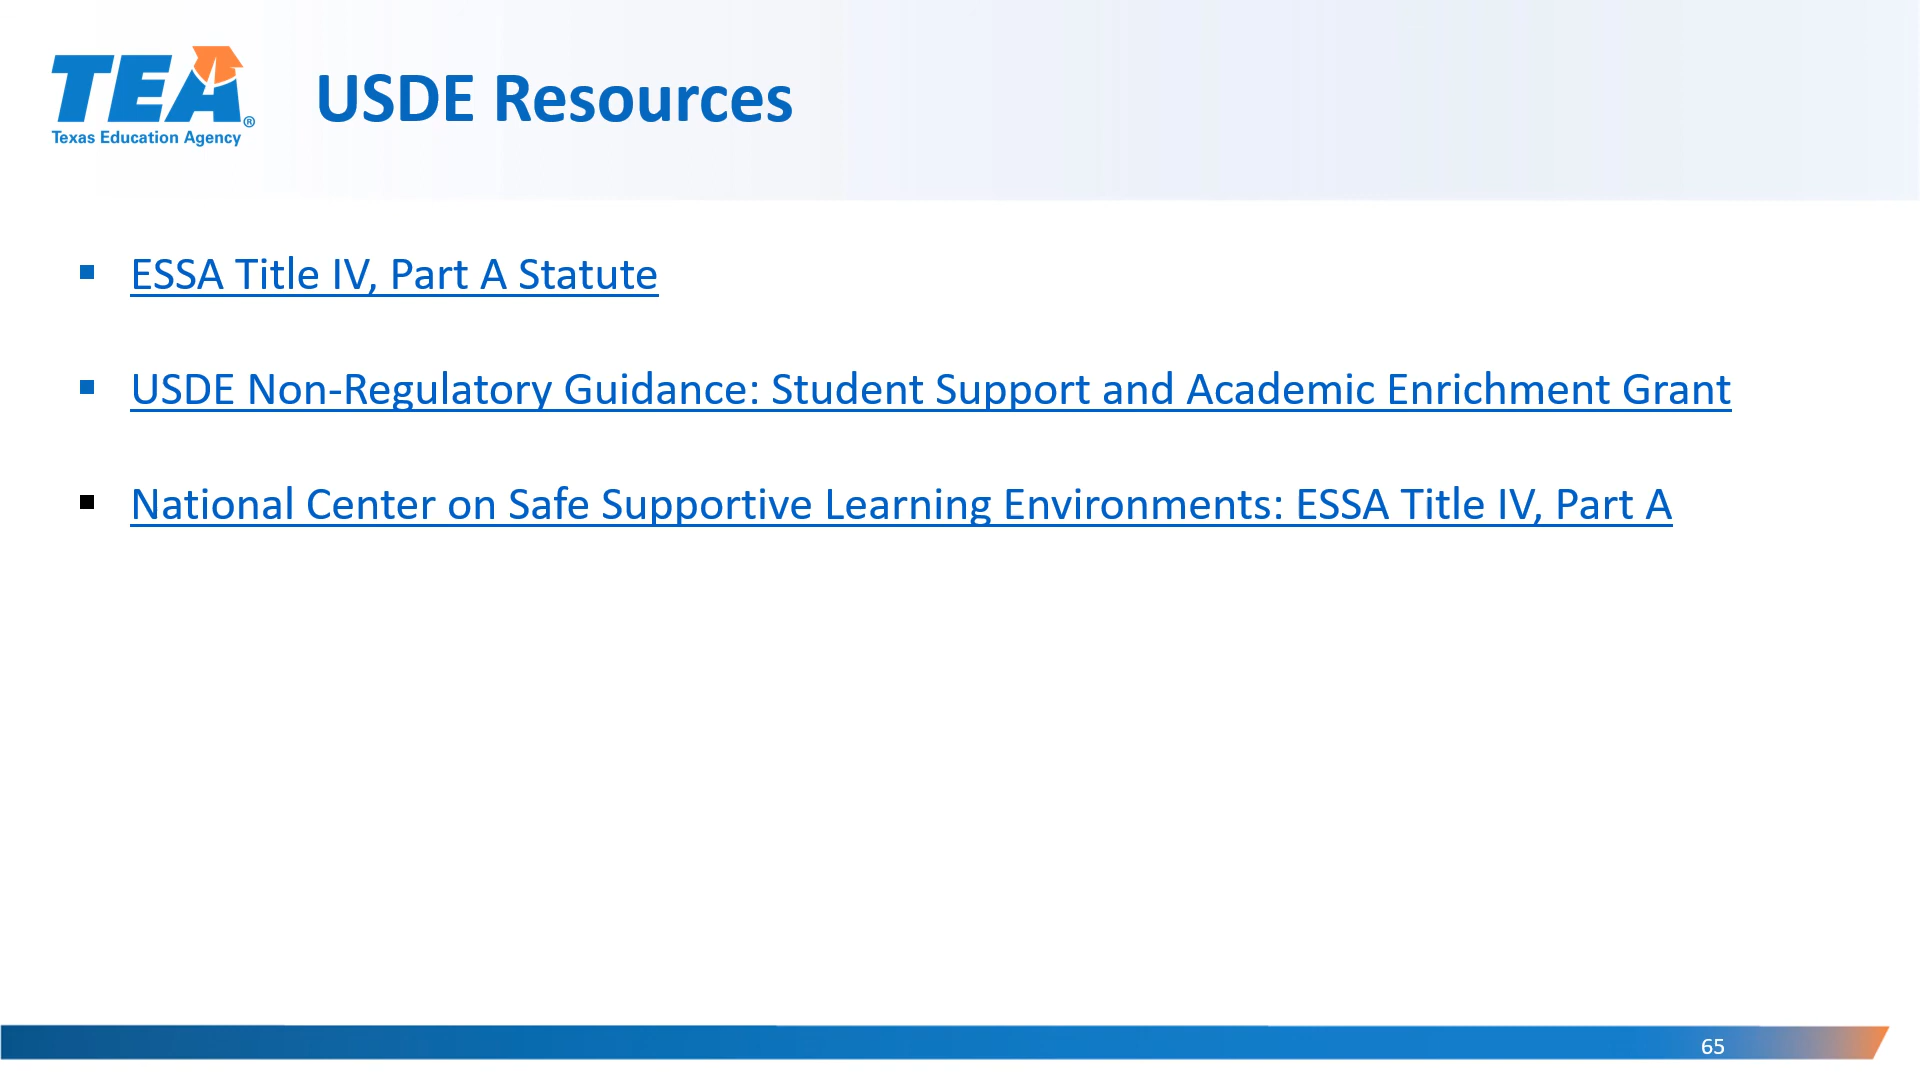 TEA®
Texas Education Agency
USDE Resources
ESSA Title IV, Part A Statute
USDE Non-Regulatory Guidance: Student Support and Academic Enrichment Grant
National Center on Safe Supportive Learning Environments: ESSA Title IV, Part A
65